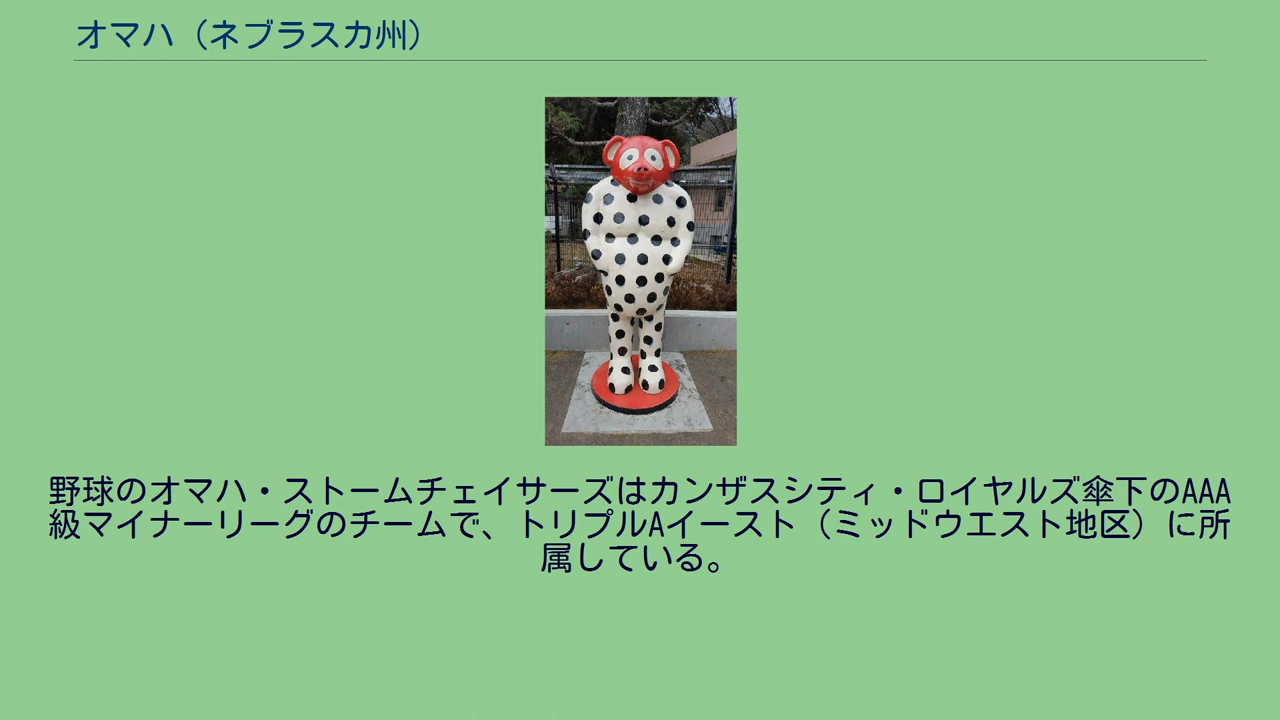 オマハ（ネブラスカ州）
野球のオマハ・ストームチェイサーズはカンザスシティ・ロイヤルズ傘下のAAA
級マイナーリーグのチームで、トリプルAイースト（ミッドウエスト地区）に所
属している。